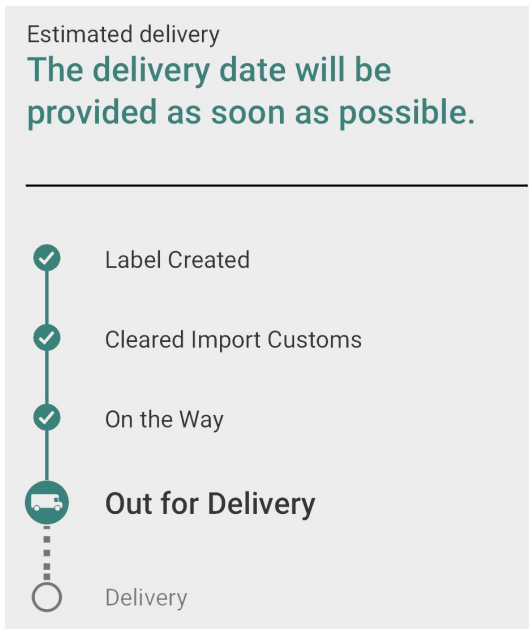 Estimated delivery
The delivery date will be
provided as soon as possible.
Label Created
Cleared Import Customs
On the Way
Out for Delivery
Delivery